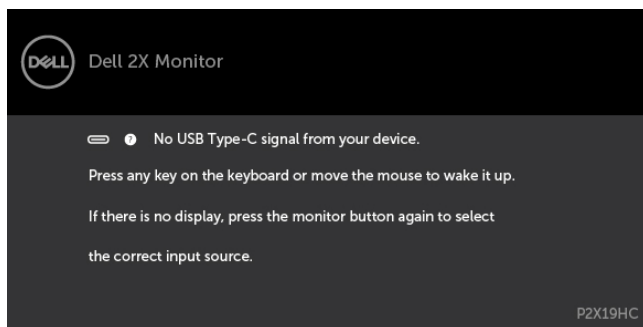 DELL
Dell 2X Monitor
No USB Type-C signal from your device.
Press any key on the keyboard or move the mouse to wake it up.
If there is no display, press the monitor button again to select
the correct input source.
P2X19HC